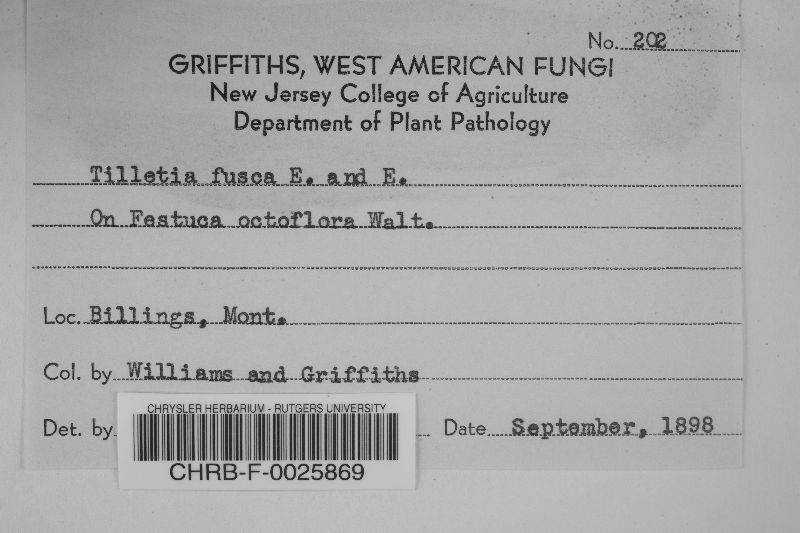 No. 202
GRIFFITHS, WEST AMERICAN FUNGI
New Jersey College of Agriculture
Department of Plant Pathology
Tilletia fusca E. and E.
On Festuca octoflora Walt.
Loc. Billings, Mont.
Col. by Williams and Griffiths
Det. by
Date September, 1898
CHRYSLER HERBARIUM - RUTGERS UNIVERSITY
CHRB-F-0025869